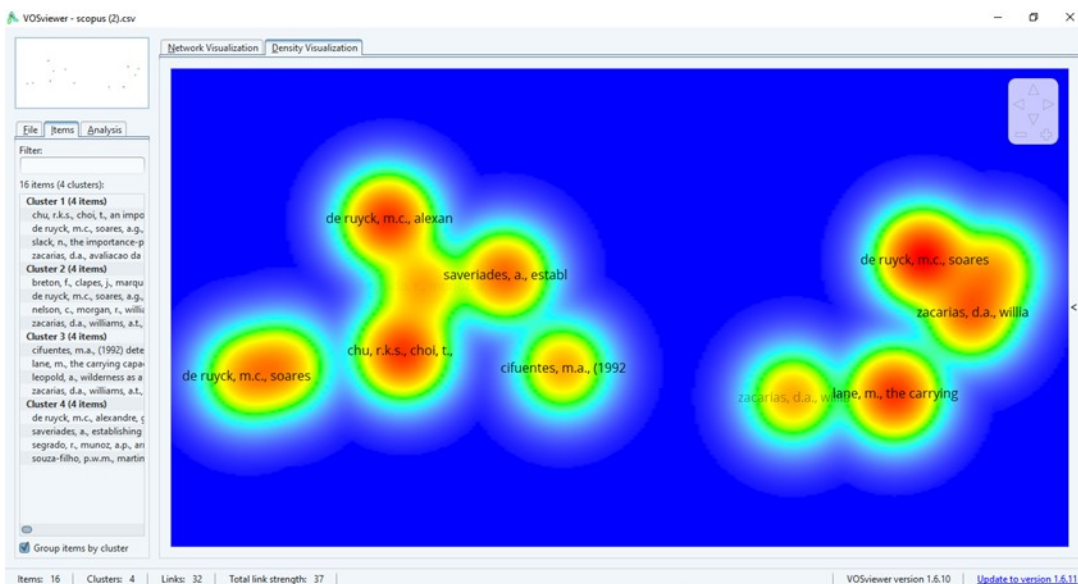 VOSviewer - scopus (2).csv
Network Visualization
Density Visualization
File
Items
Analysis
Filter:
16 items (4 clusters):
Cluster 1 (4 items)
chu, r.k.s., choi, t., an impo
de ruyck, m.c., soares, a.g.,
slack, n., the importance-p
zacarias, d.a., avaliacao da
Cluster 2 (4 items)
breton, f., clapes, j., marqu
de ruyck, m.c., soares, a.g.,
nelson, c., morgan, r., willia
zacarias, d.a., williams, a.t.,
Cluster 3 (4 items)
cifuentes, m.a., (1992) dete
lane, m., the carrying capa
leopold, a., wilderness as a
zacarias, d.a., williams, a.t.,
Cluster 4 (4 items)
de ruyck, m.c., alexandre, g
saveriades, a., establishing
segrado, r., munoz, a.p., arr
souza-filho, p.w.m., martin
Group items by cluster
de ruyck, m.c., alexan
saveriades, a., establ
chu, r.k.s., choi, t.,
de ruyck, m.c., soares
cifuentes, m.a., (1992
de ruyck, m.c., soares
zacarias, d.a., willia
zacarias, d.a., w
lane, m., the carrying
Items: 16
Clusters: 4
Links: 32
Total link strength: 37
VOSviewer version 1.6.10
Update to version 1.6.11